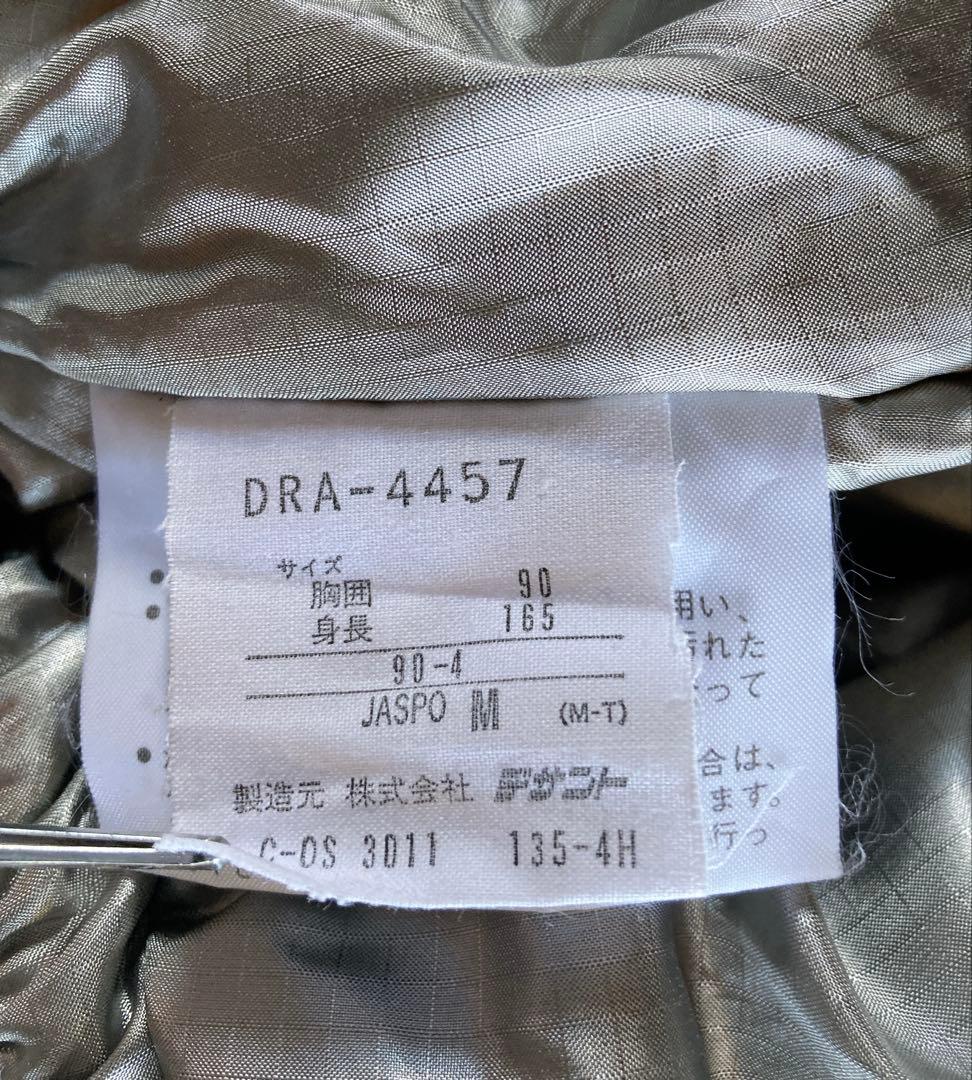 DRA-4457
サイズ
胸囲 90
身長 165
90-4
JASPO M (M-T)
製造元 株式会社 デサント
C-OS 3011 135-4H
用い、
汚れた
って
合は、
ます。
行っ